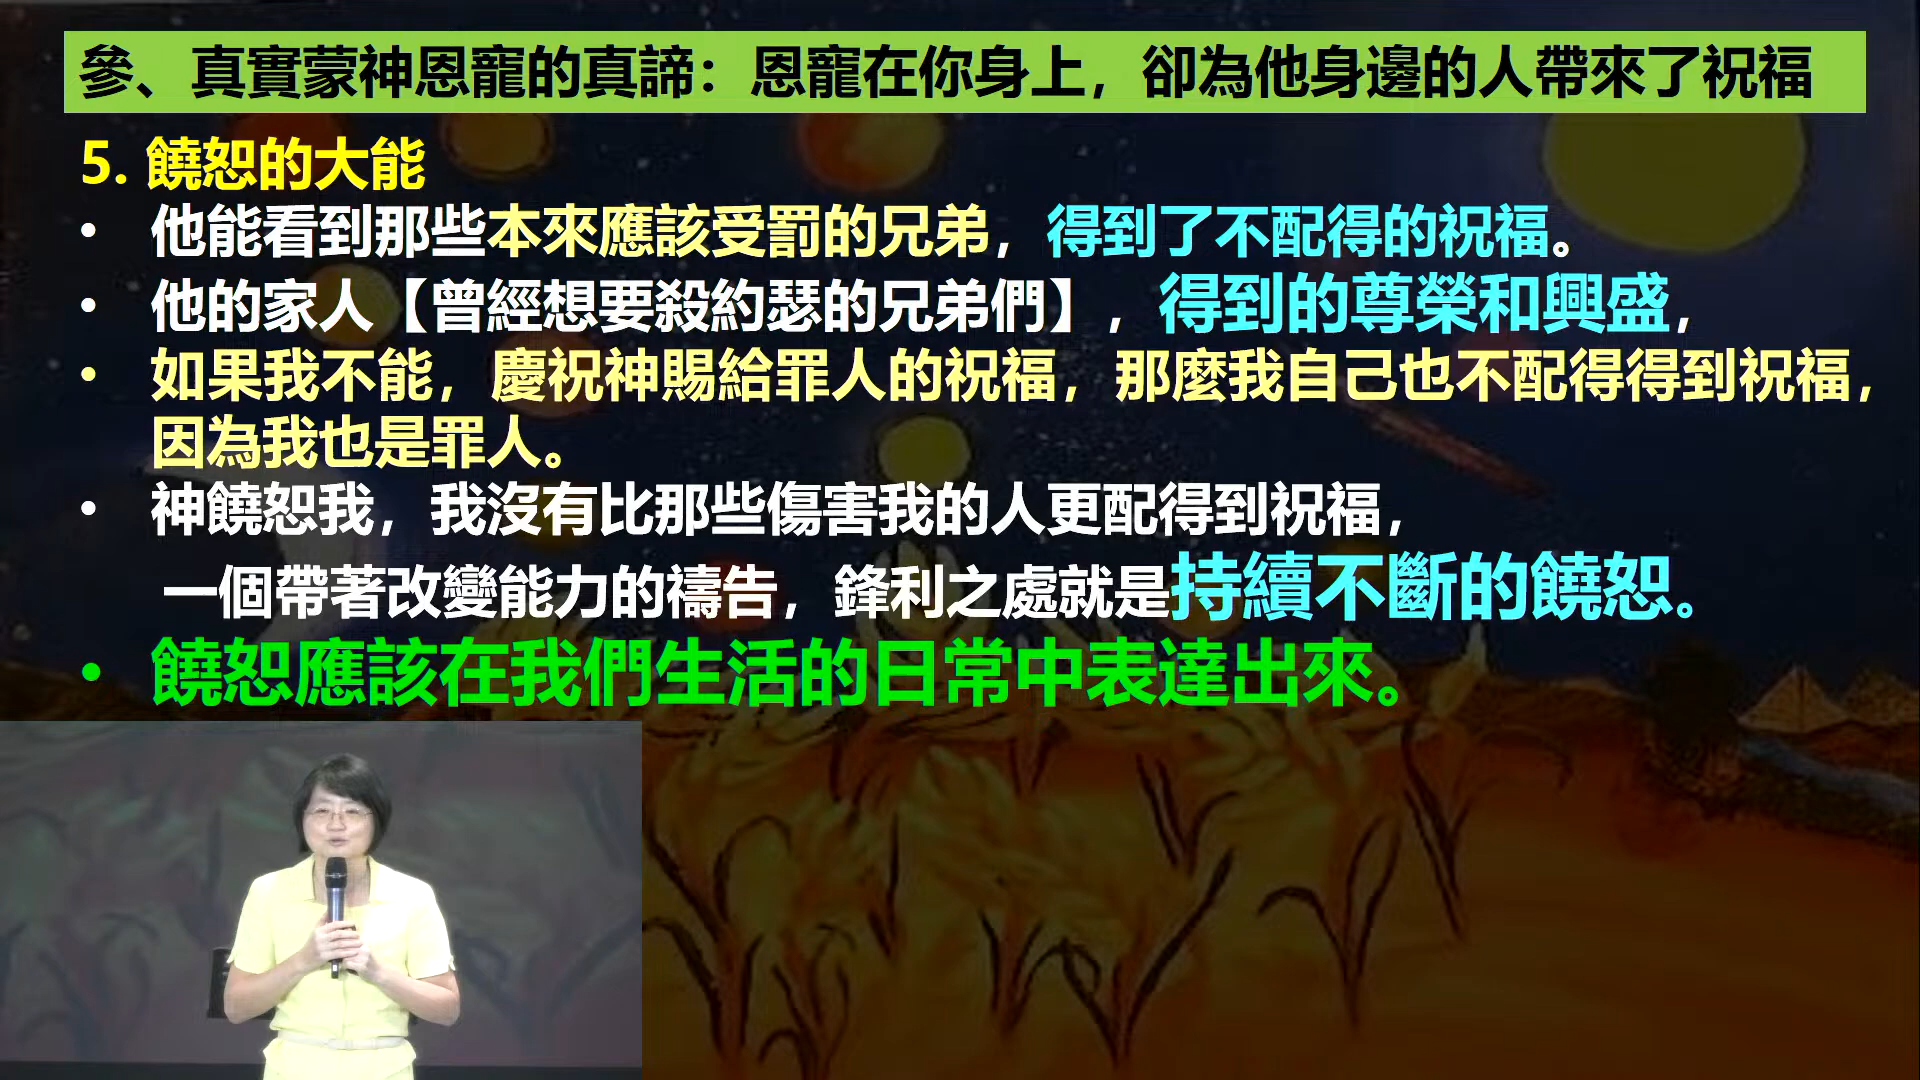 參、真實蒙神恩寵的真諦：恩寵在你身上，卻為他身邊的人帶來了祝福
5. 饒恕的大能
• 他能看到那些本來應該受罰的兄弟，得到了不配得的祝福。
• 他的家人【曾經想要殺約瑟的兄弟們】，得到的尊榮和興盛，
• 如果我不能，慶祝神賜給罪人的祝福，那麼我自己也不配得得到祝福，
因為我也是罪人。
• 神饒恕我，我沒有比那些傷害我的人更配得到祝福，
一個帶著改變能力的禱告，鋒利之處就是持續不斷的饒恕。
• 饒恕應該在我們生活的日常中表達出來。